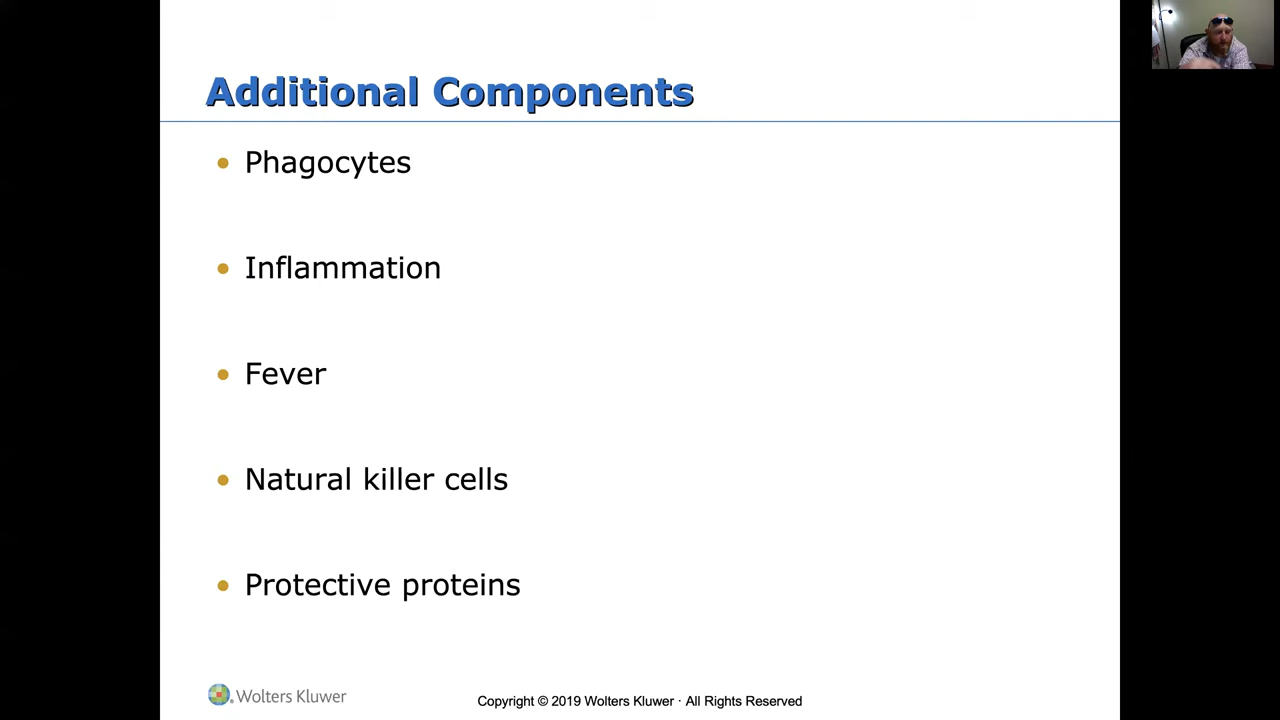 Additional Components
• Phagocytes
• Inflammation
• Fever
• Natural killer cells
• Protective proteins
Wolters Kluwer
Copyright © 2019 Wolters Kluwer · All Rights Reserved